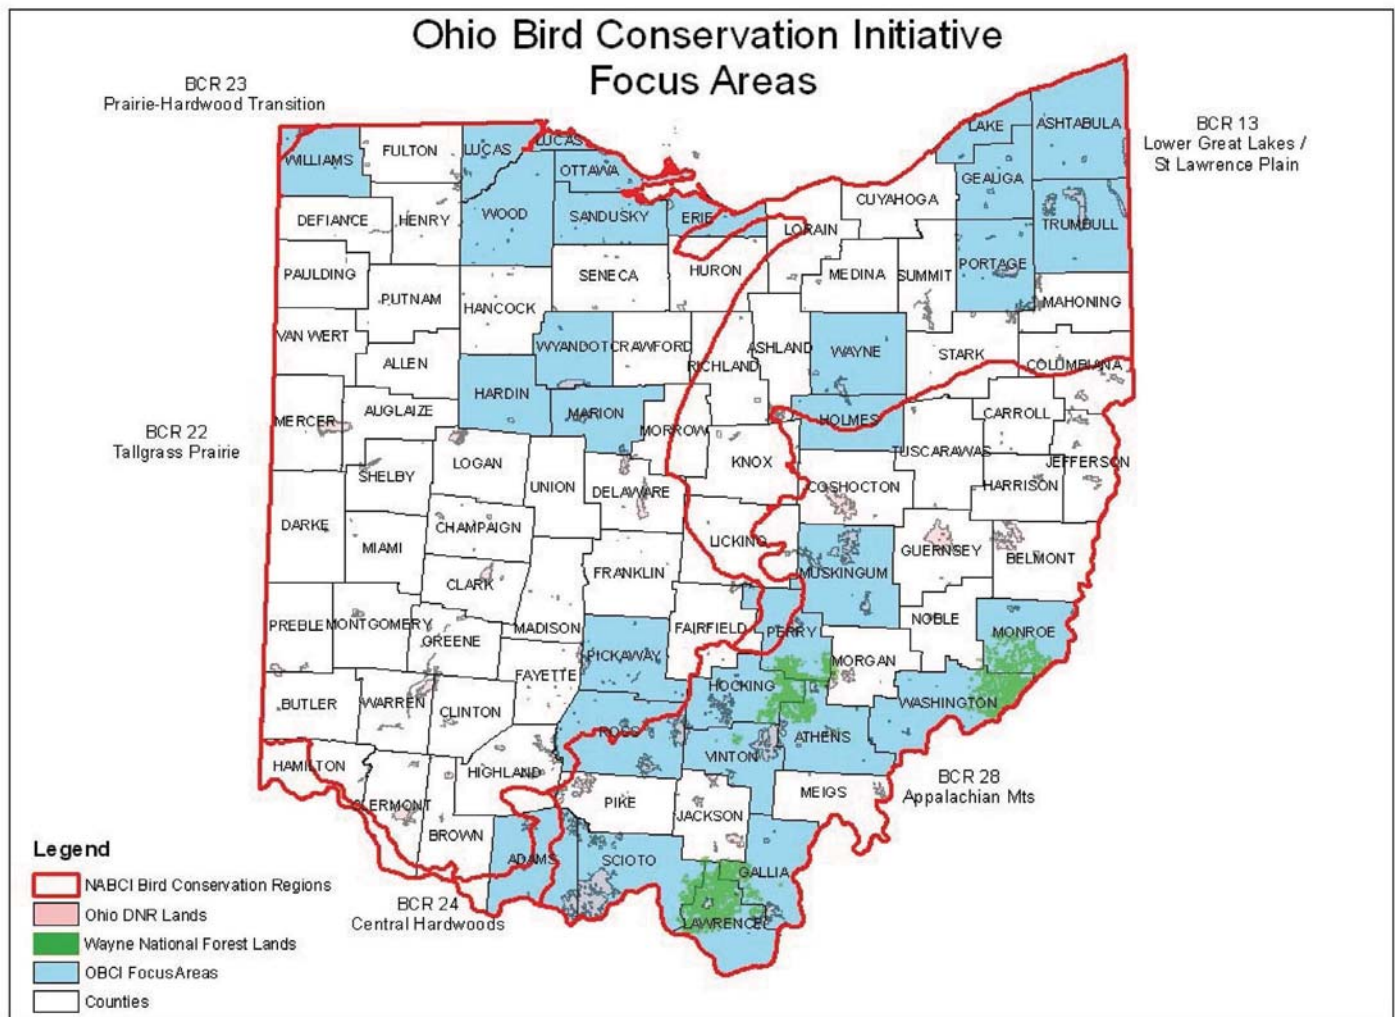 Ohio Bird Conservation Initiative
Focus Areas
BCR 23
Prairie-Hardwood Transition
BCR 13
Lower Great Lakes /
St Lawrence Plain
BCR 22
Tallgrass Prairie
BCR 28
Appalachian Mts
BCR 24
Central Hardwoods
WILLIAMS
FULTON
LUCAS
LUCAS
OTTAWA
LAKE
ASHTABULA
GEAUGA
CUYAHOGA
DEFIANCE
HENRY
WOOD
SANDUSKY
ERIE
LORAIN
TRUMBULL
PAULDING
SENECA
HURON
MEDINA
SUMMIT
PORTAGE
PUTNAM
HANCOCK
MAHONING
VAN WERT
WYANDOT
CRAWFORD
ASHLAND
WAYNE
STARK
ALLEN
RICHLAND
COLUMBIANA
HARDIN
MERCER
AUGLAIZE
MARION
MORROW
HOLMES
CARROLL
SHELBY
LOGAN
KNOX
TUSCARAWAS
JEFFERSON
UNION
DELAWARE
COSHOCTON
HARRISON
DARKE
CHAMPAIGN
MIAMI
LICKING
GUERNSEY
BELMONT
CLARK
FRANKLIN
MUSKINGUM
PREBLE
MONTGOMERY
GREENE
MADISON
FAIRFIELD
PERRY
NOBLE
MONROE
PICKAWAY
MORGAN
FAYETTE
HOCKING
BUTLER
WARREN
CLINTON
WASHINGTON
ROSS
ATHENS
VINTON
HAMILTON
HIGHLAND
CLERMONT
PIKE
JACKSON
MEIGS
BROWN
ADAMS
SCIOTO
GALLIA
LAWRENCE
Legend
NABCI Bird Conservation Regions
Ohio DNR Lands
Wayne National Forest Lands
OBCI Focus Areas
Counties